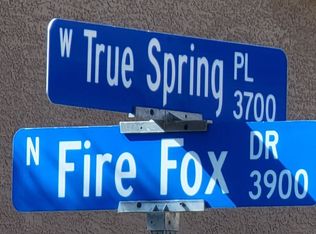 W True Spring PL
3700
N Fire Fox DR
3900